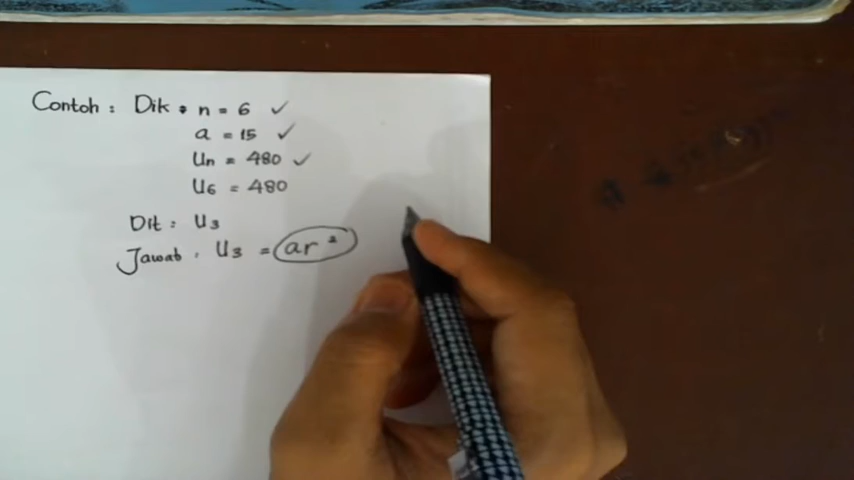 Contoh : Dik : n = 6 ✓
a = 15 ✓
Un = 480 ✓
U6 = 480
Dit : U3
Jawab : U3 = ar²